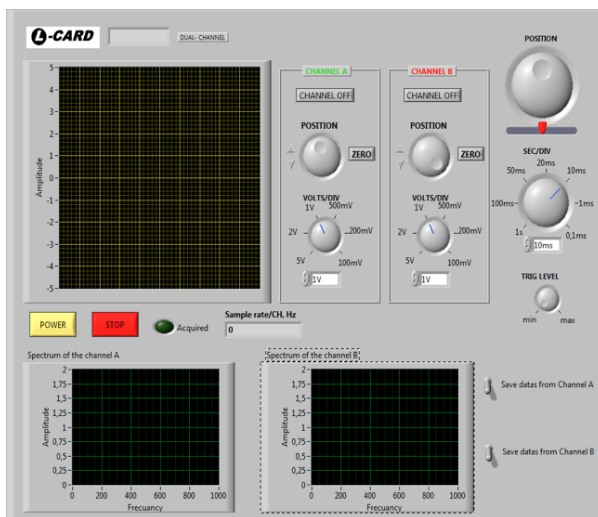 L-CARD
DUAL- CHANNEL
5-
4-
3-
2-
1-
0-
-1-
-2-
-3-
-4-
-5-
Amplitude
CHANNEL A
CHANNEL OFF
POSITION
ZERO
VOLTS/DIV
1V 500mV
2V 200mV
5V 100mV
1V
CHANNEL B
CHANNEL OFF
POSITION
ZERO
VOLTS/DIV
1V 500mV
2V 200mV
5V 100mV
1V
POSITION
SEC/DIV
20ms
50ms 10ms
100ms 1ms
1s 0,1ms
10ms
TRIG LEVEL
min max
POWER
STOP
Acquired
Sample rate/CH, Hz
0
Spectrum of the channel A
2-
1,75-
1,5-
1,25-
1-
0,75-
0,5-
0,25-
0-
Amplitude
0 200 400 600 800 1000
Frecuancy
Spectrum of the channel B
2-
1,75-
1,5-
1,25-
1-
0,75-
0,5-
0,25-
0-
Amplitude
0 200 400 600 800 1000
Frecuancy
Save datas from Channel A
Save datas from Channel B